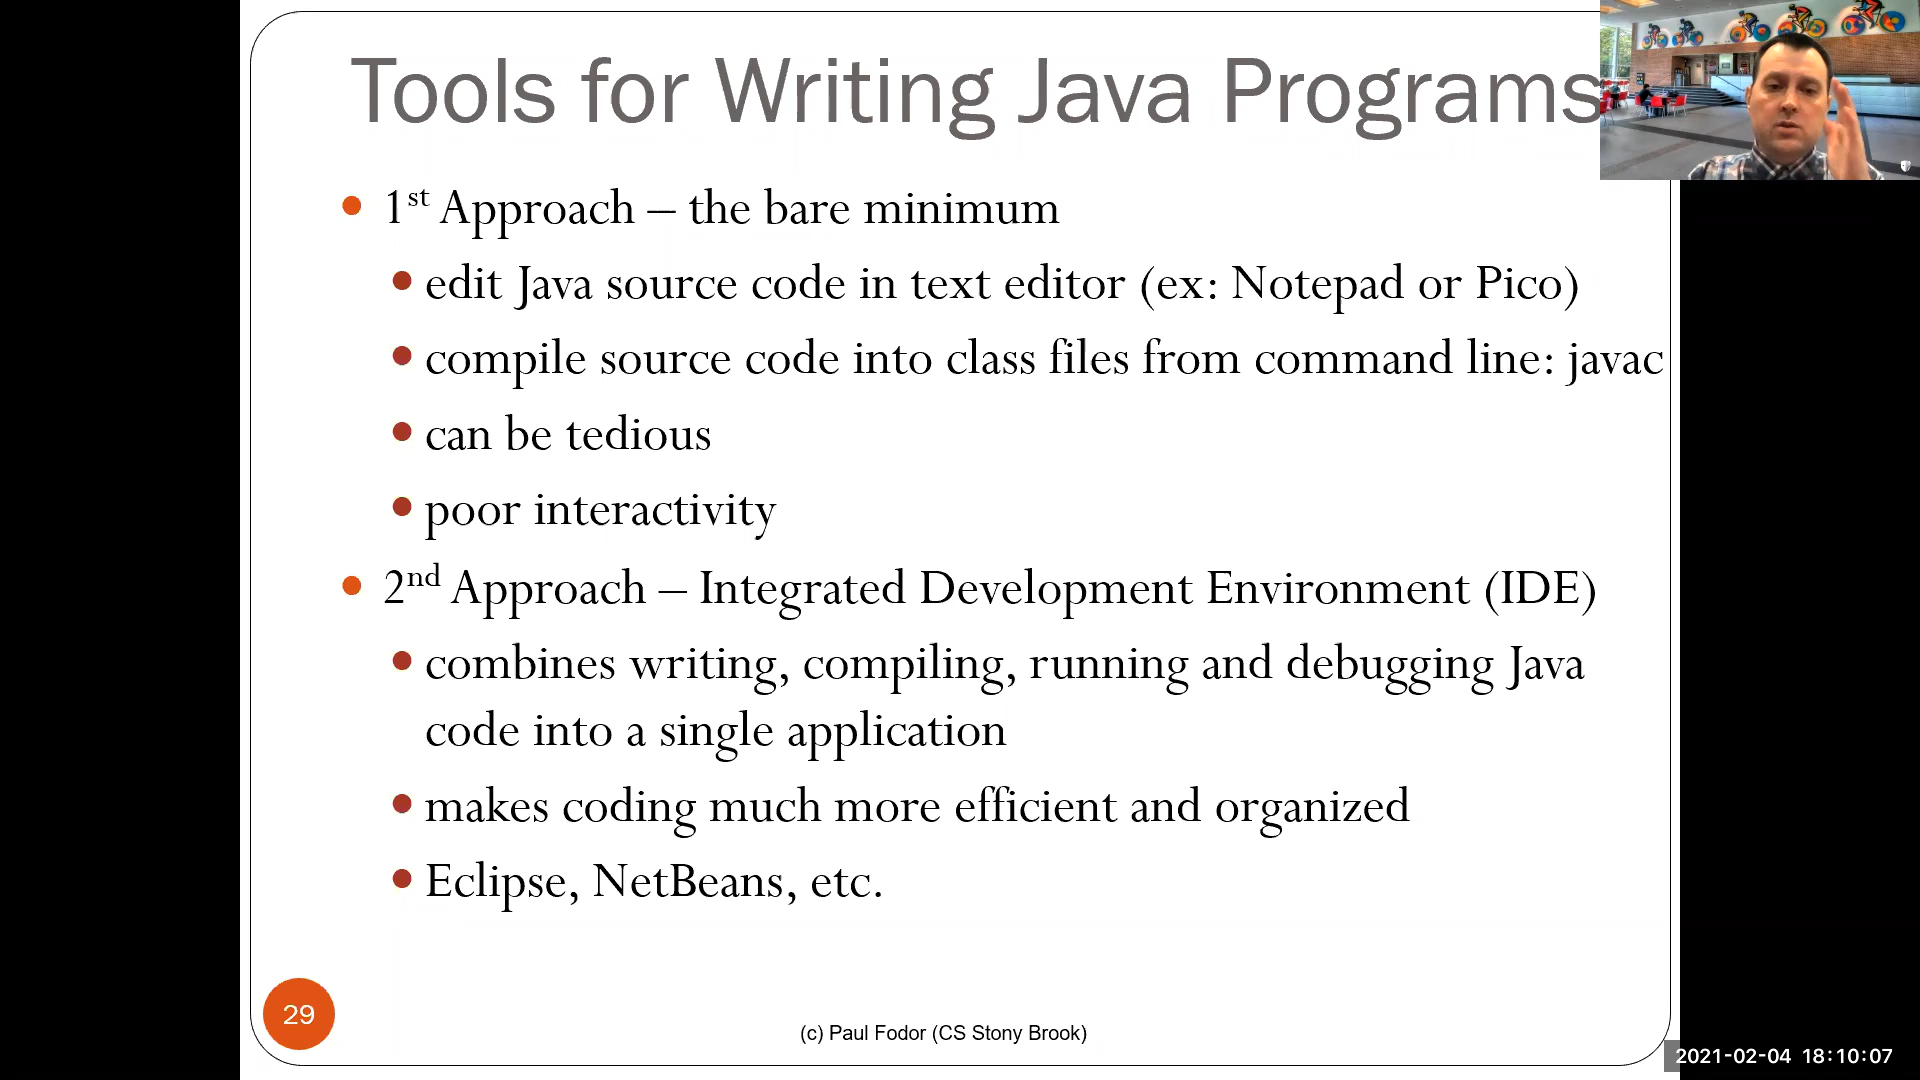 Tools for Writing Java Programs
1st Approach – the bare minimum
edit Java source code in text editor (ex: Notepad or Pico)
compile source code into class files from command line: javac
can be tedious
poor interactivity
2nd Approach – Integrated Development Environment (IDE)
combines writing, compiling, running and debugging Java
code into a single application
makes coding much more efficient and organized
Eclipse, NetBeans, etc.
29
(c) Paul Fodor (CS Stony Brook)
2021-02-04 18:10:07